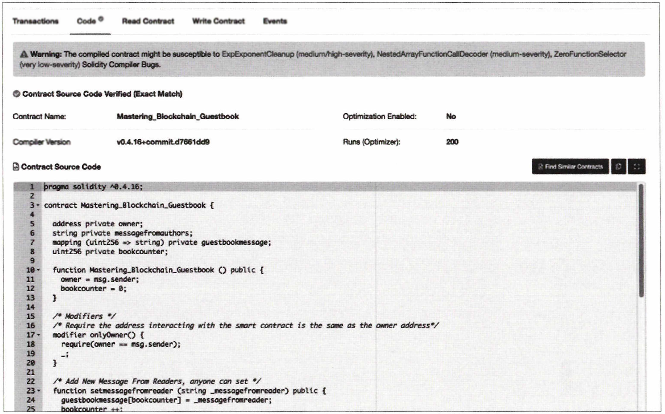 Transactions Code Read Contract Write Contract Events
Warning: The compiled contract might be susceptible to ExpExponentCleanup (medium/high-severity), NestedArrayFunctionCallDecoder (medium-severity), ZeroFunctionSelector
(very low-severity) Solidity Compiler Bugs.
Contract Source Code Verified (Exact Match)
Contract Name: Mastering_Blockchain_Guestbook Optimization Enabled: No
Compiler Version v0.4.16+commit.d7661dd9 Runs (Optimizer): 200
Contract Source Code Find Similar Contracts
1 pragma solidity ^0.4.16;
2
3 contract Mastering_Blockchain_Guestbook {
4
5 address private owner;
6 string private messagefromauthors;
7 mapping (uint256 => string) private guestbookmessage;
8 uint256 private bookcounter;
9
10 function Mastering_Blockchain_Guestbook () public {
11 owner = msg.sender;
12 bookcounter = 0;
13 }
14
15 /* Modifiers */
16 /* Require the address interacting with the smart contract is the same as the owner address*/
17 modifier onlyOwner() {
18 require(owner == msg.sender);
19 _;
20 }
21
22 /* Add New Message From Readers, anyone can set */
23 function setmessagefromreader (string _messagefromreader) public {
24 guestbookmessage[bookcounter] = _messagefromreader;
25 bookcounter ++;